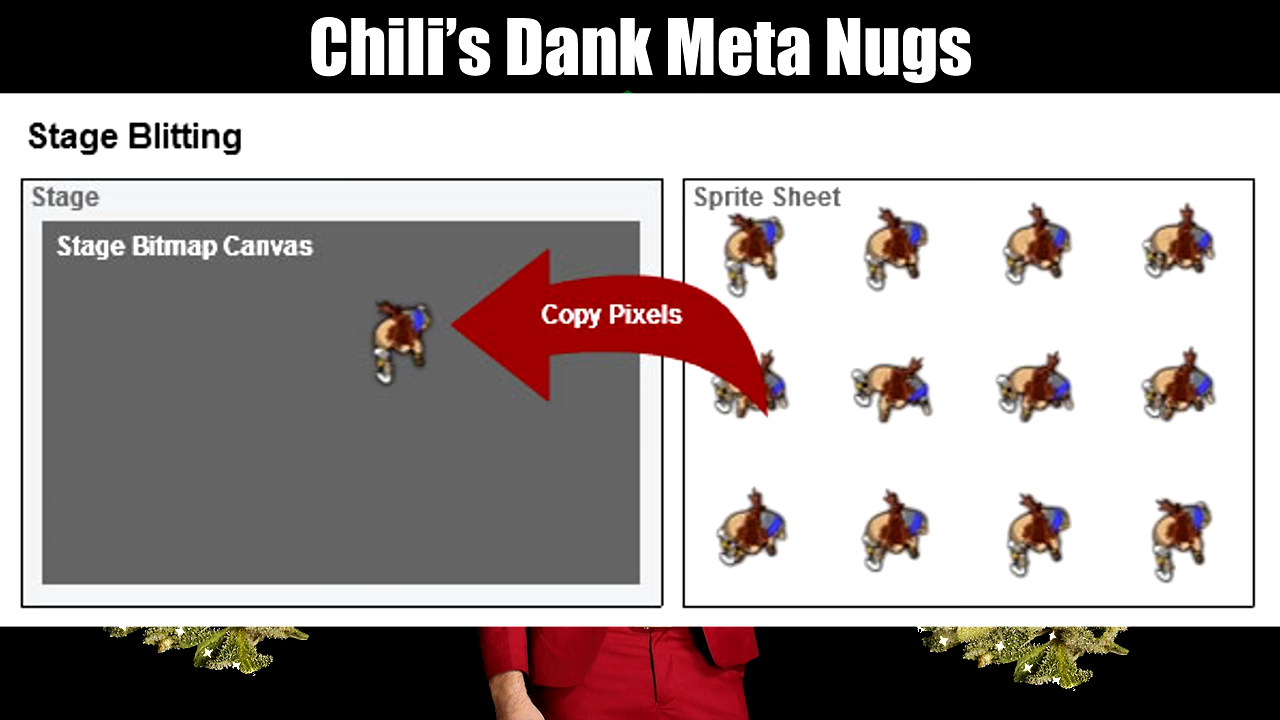 Chili’s Dank Meta Nugs
Stage Blitting
Stage
Sprite Sheet
Stage Bitmap Canvas
Copy Pixels